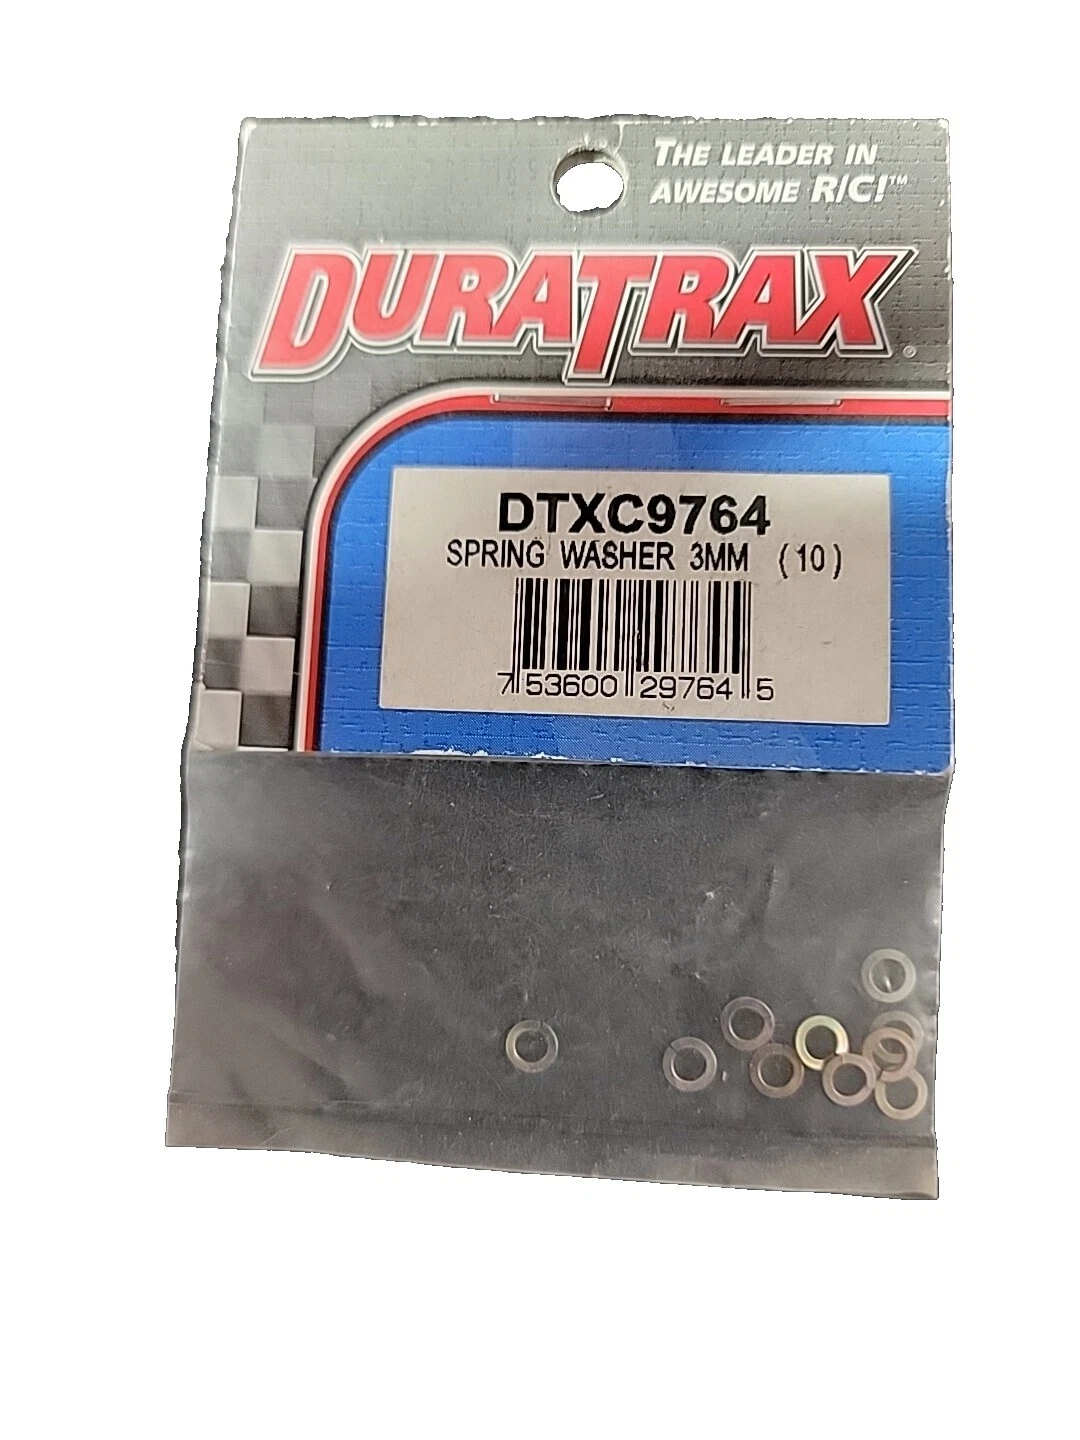 THE LEADER IN
AWESOME R/C!™
DURATRAX®
DTXC9764
SPRING WASHER 3MM (10)
7 53600 29764 5